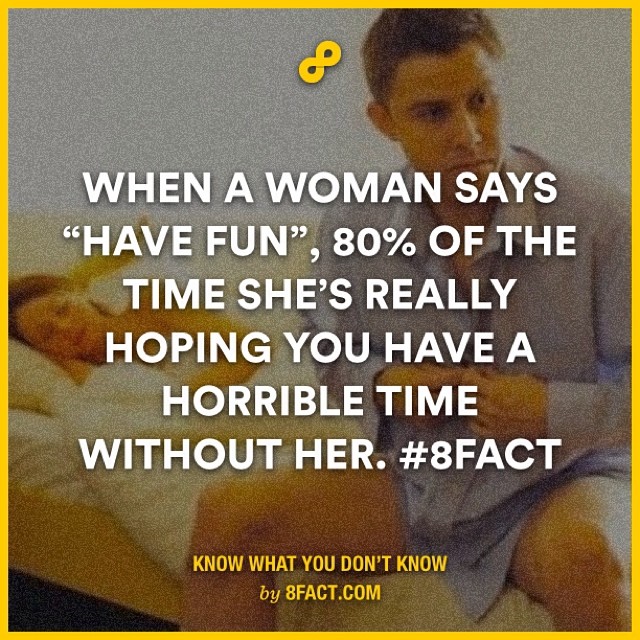 WHEN A WOMAN SAYS
“HAVE FUN”, 80% OF THE
TIME SHE’S REALLY
HOPING YOU HAVE A
HORRIBLE TIME
WITHOUT HER. #8FACT
KNOW WHAT YOU DON’T KNOW
by 8FACT.COM